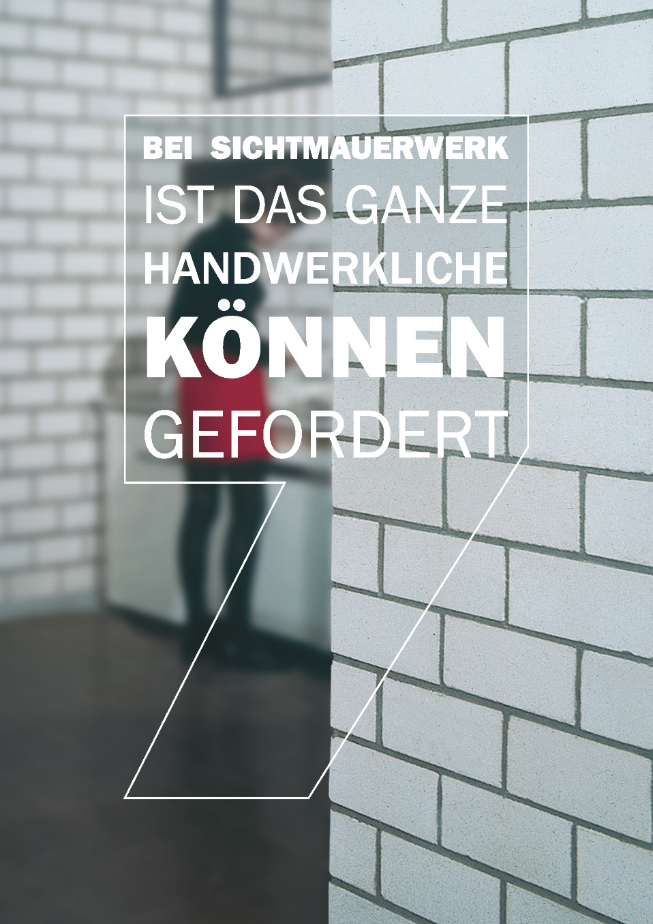 BEI SICHTMAUERWERK
IST DAS GANZE
HANDWERKLICHE
KÖNNEN
GEFORDERT